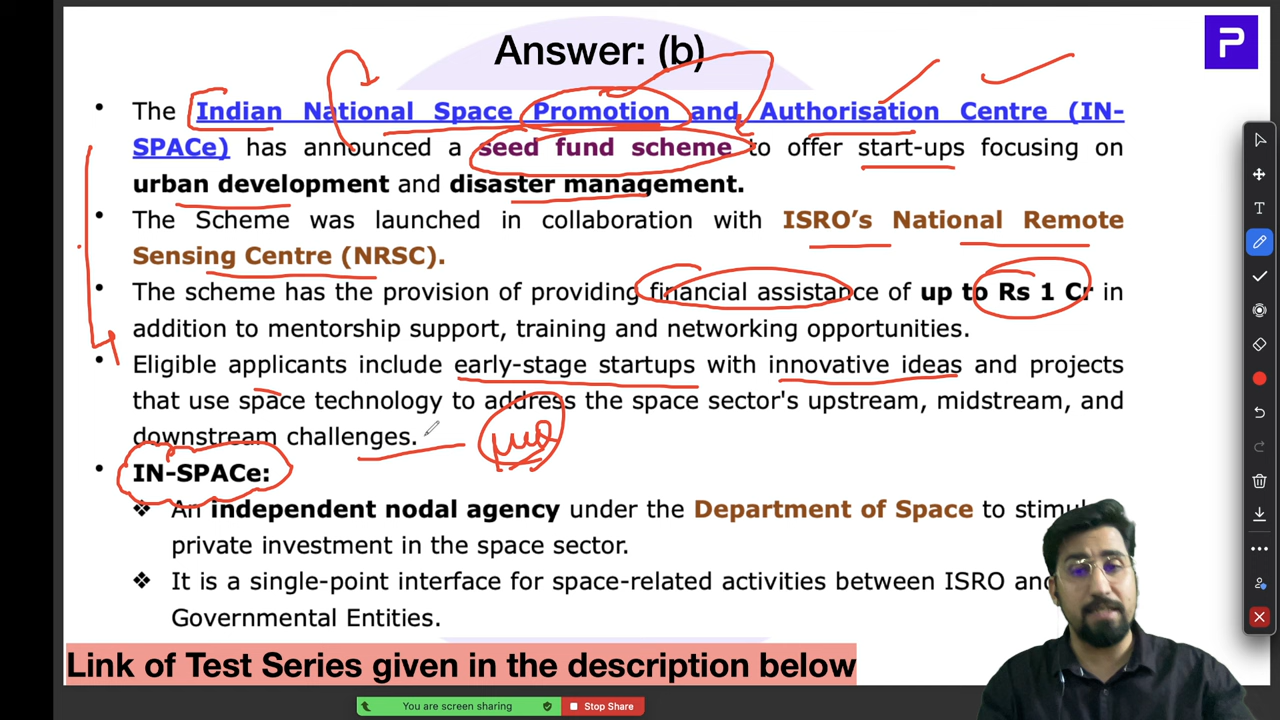 Answer: (b)
P
• The Indian National Space Promotion and Authorisation Centre (IN-
SPACe) has announced a seed fund scheme to offer start-ups focusing on
urban development and disaster management.
• The Scheme was launched in collaboration with ISRO's National Remote
Sensing Centre (NRSC).
• The scheme has the provision of providing financial assistance of up to Rs 1 Cr in
addition to mentorship support, training and networking opportunities.
• Eligible applicants include early-stage startups with innovative ideas and projects
that use space technology to address the space sector's upstream, midstream, and
downstream challenges.
• IN-SPACe:
❖ An independent nodal agency under the Department of Space to
private investment in the space sector.
❖ It is a single-point interface for space-related activities between ISRO and
Governmental Entities.
Link of Test Series given in the description below
You are screen sharing Stop Share